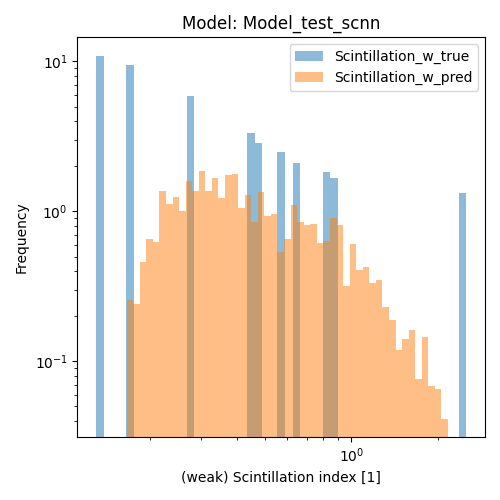 Model: Model_test_scnn
Scintillation_w_true
Scintillation_w_pred
Frequency
10¹
10⁰
10⁻¹
10⁰
(weak) Scintillation index [1]